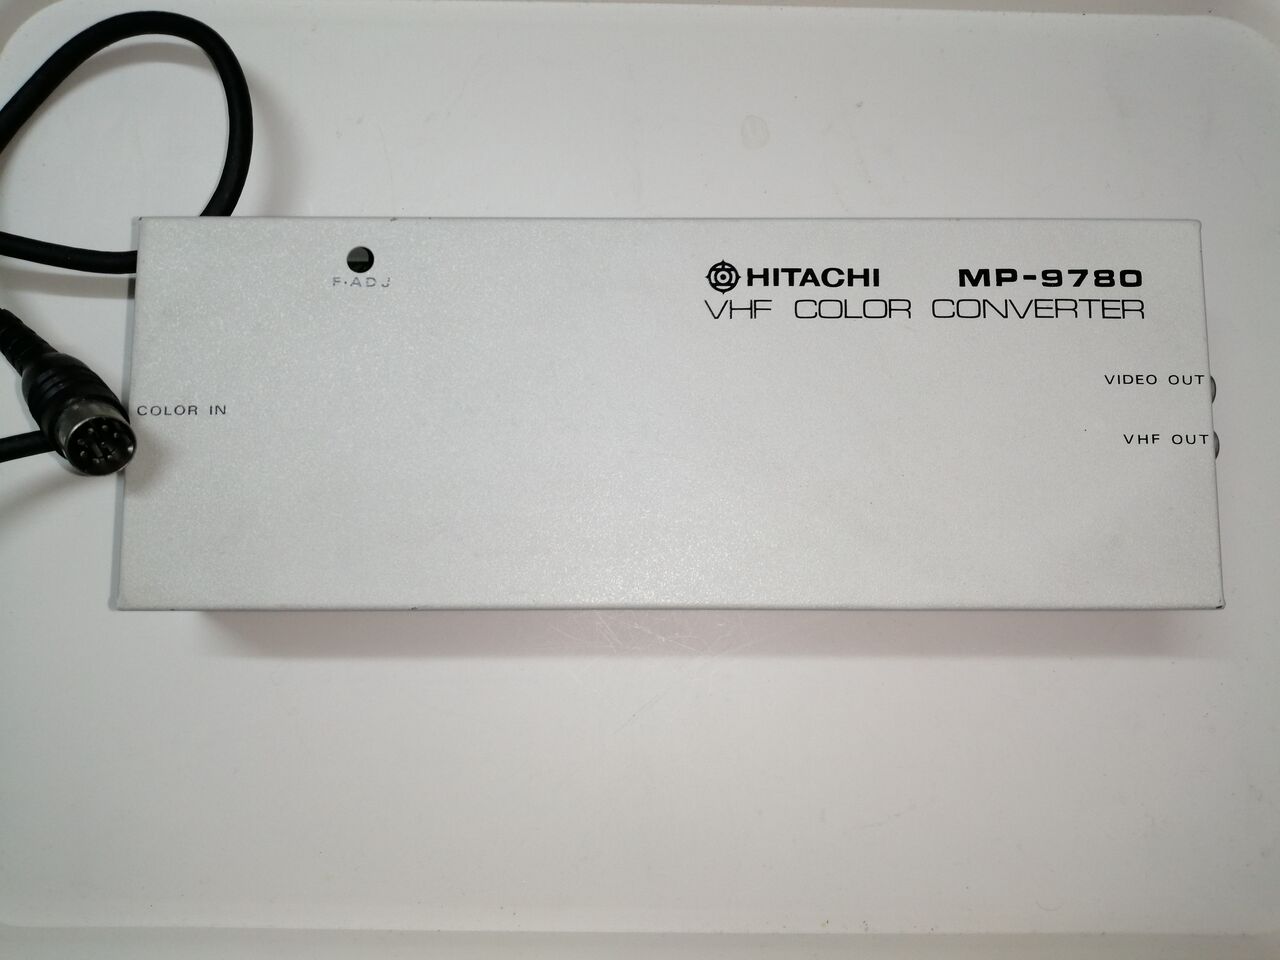 F·ADJ
HITACHI MP-9780
VHF COLOR CONVERTER
VIDEO OUT
COLOR IN
VHF OUT